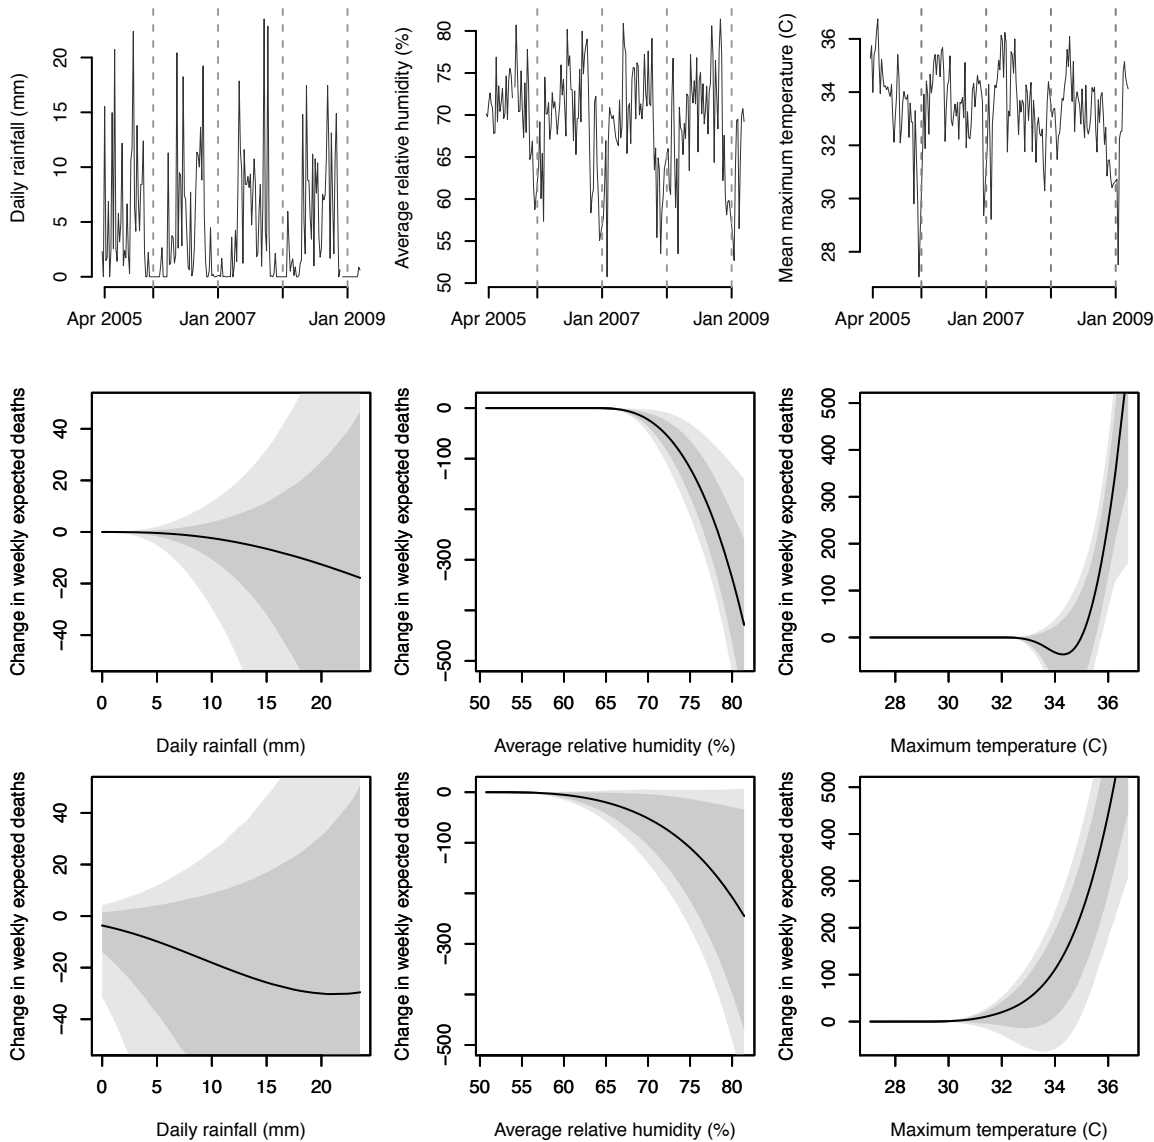 Daily rainfall (mm)
0 5 10 15 20
Apr 2005 Jan 2007 Jan 2009
Average relative humidity (%)
50 55 60 65 70 75 80
Apr 2005 Jan 2007 Jan 2009
Mean maximum temperature (C)
28 30 32 34 36
Apr 2005 Jan 2007 Jan 2009
Change in weekly expected deaths
−40 −20 0 20 40
0 5 10 15 20
Daily rainfall (mm)
Change in weekly expected deaths
−500 −300 −100 0
50 55 60 65 70 75 80
Average relative humidity (%)
Change in weekly expected deaths
0 100 200 300 400 500
28 30 32 34 36
Maximum temperature (C)
Change in weekly expected deaths
−40 −20 0 20 40
0 5 10 15 20
Daily rainfall (mm)
Change in weekly expected deaths
−500 −300 −100 0
50 55 60 65 70 75 80
Average relative humidity (%)
Change in weekly expected deaths
0 100 200 300 400 500
28 30 32 34 36
Maximum temperature (C)